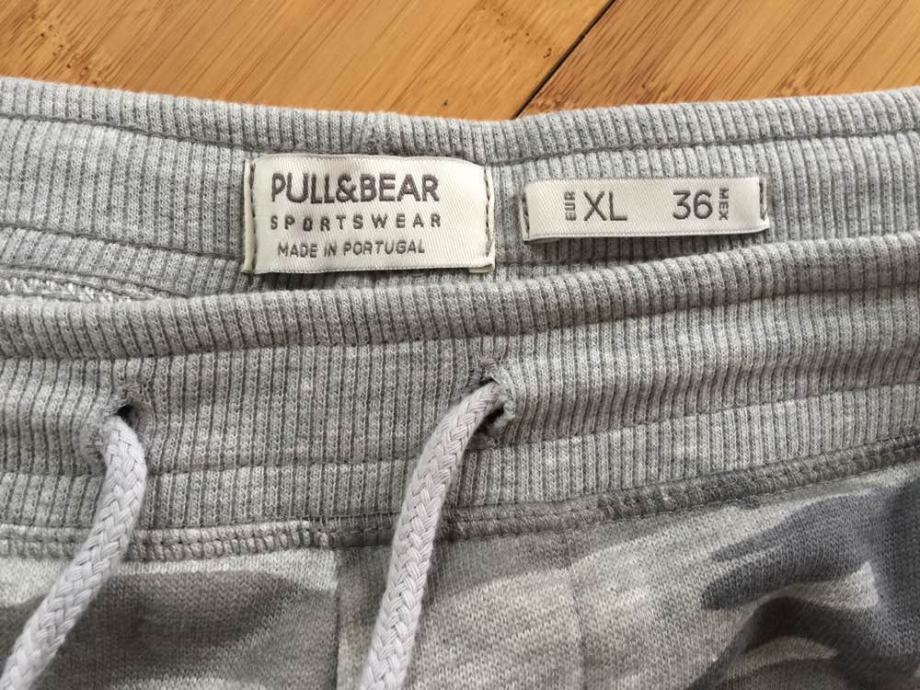 PULL&BEAR
SPORTSWEAR
MADE IN PORTUGAL
EUR XL 36 MEX